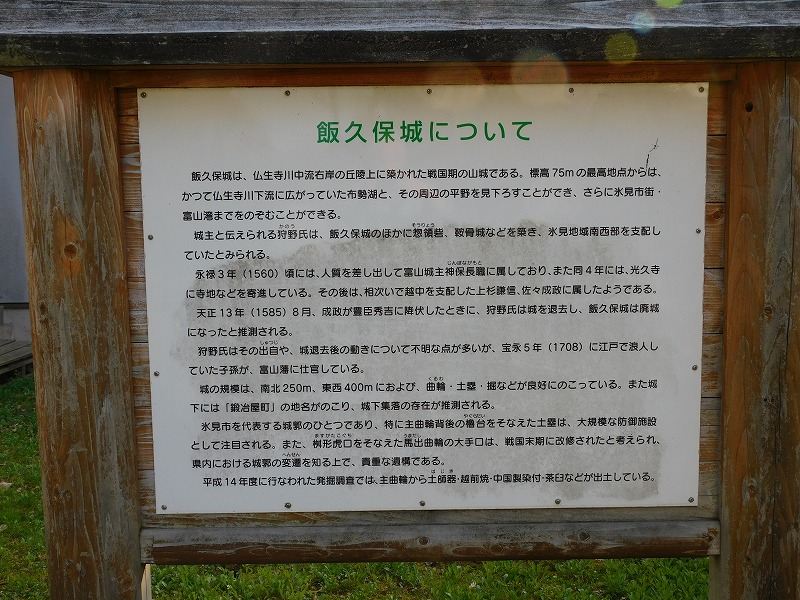 飯久保城について
飯久保城は、仏生寺川中流右岸の丘陵上に築かれた戦国期の山城である。標高75mの最高地点からは、
かつて仏生寺川下流に広がっていた布勢湖と、その周辺の平野を見下ろすことができ、さらに氷見市街・
富山湾までをのぞむことができる。
城主と伝えられる狩野氏は、飯久保城のほかに惣領砦、鞍骨城などを築き、氷見地域南西部を支配し
ていたとみられる。
永禄3年（1560）頃には、人質を差し出して富山城主神保長職に属しており、また同4年には、光久寺
に寺地などを寄進している。その後は、相次いで越中を支配した上杉謙信、佐々成政に属したようである。
天正13年（1585）8月、成政が豊臣秀吉に降伏したときに、狩野氏は城を退去し、飯久保城は廃城
になったと推測される。
狩野氏はその出自や、城退去後の動きについて不明な点が多いが、宝永5年（1708）に江戸で浪人し
ていた子孫が、富山藩に仕官している。
城の規模は、南北250m、東西400mにおよび、曲輪・土塁・掘などが良好にのこっている。また城
下には「鍛冶屋町」の地名がのこり、城下集落の存在が推測される。
氷見市を代表する城郭のひとつであり、特に主曲輪背後の櫓台をそなえた土塁は、大規模な防御施設
として注目される。また、桝形虎口をそなえた馬出曲輪の大手口は、戦国末期に改修されたと考えられ、
県内における城郭の変遷を知る上で、貴重な遺構である。
平成14年度に行なわれた発掘調査では、主曲輪から土師器・越前焼・中国製染付・茶臼などが出土している。